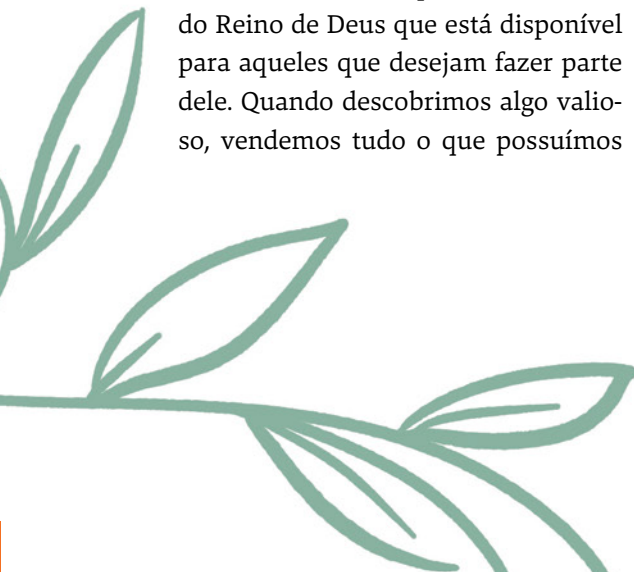 do Reino de Deus que está disponível
para aqueles que desejam fazer parte
dele. Quando descobrimos algo valio-
so, vendemos tudo o que possuímos